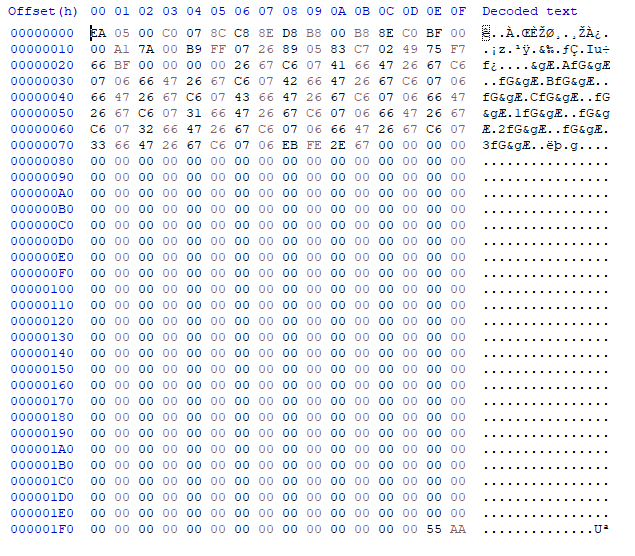 Offset(h) 00 01 02 03 04 05 06 07 08 09 0A 0B 0C 0D 0E 0F Decoded text
00000000 EA 05 00 C0 07 8C C8 8E D8 B8 00 B8 8E C0 BF 00 ê..À.ŒÈŽØ¸.¸ŽÀ¿.
00000010 00 A1 7A 00 B9 FF 07 26 89 05 83 C7 02 49 75 F7 .¡z.¹ÿ.&‰.ƒÇ.Iu÷
00000020 66 BF 00 00 00 00 26 67 C6 07 41 66 47 26 67 C6 f¿....&gÆ.AfG&gÆ
00000030 07 06 66 47 26 67 C6 07 42 66 47 26 67 C6 07 06 ..fG&gÆ.BfG&gÆ..
00000040 66 47 26 67 C6 07 43 66 47 26 67 C6 07 06 66 47 fG&gÆ.CfG&gÆ..fG
00000050 26 67 C6 07 31 66 47 26 67 C6 07 06 66 47 26 67 &gÆ.1fG&gÆ..fG&g
00000060 C6 07 32 66 47 26 67 C6 07 06 66 47 26 67 C6 07 Æ.2fG&gÆ..fG&gÆ.
00000070 33 66 47 26 67 C6 07 06 EB FE 2E 67 00 00 00 00 3fG&gÆ..ëþ.g....
00000080 00 00 00 00 00 00 00 00 00 00 00 00 00 00 00 00 ................
00000090 00 00 00 00 00 00 00 00 00 00 00 00 00 00 00 00 ................
000000A0 00 00 00 00 00 00 00 00 00 00 00 00 00 00 00 00 ................
000000B0 00 00 00 00 00 00 00 00 00 00 00 00 00 00 00 00 ................
000000C0 00 00 00 00 00 00 00 00 00 00 00 00 00 00 00 00 ................
000000D0 00 00 00 00 00 00 00 00 00 00 00 00 00 00 00 00 ................
000000E0 00 00 00 00 00 00 00 00 00 00 00 00 00 00 00 00 ................
000000F0 00 00 00 00 00 00 00 00 00 00 00 00 00 00 00 00 ................
00000100 00 00 00 00 00 00 00 00 00 00 00 00 00 00 00 00 ................
00000110 00 00 00 00 00 00 00 00 00 00 00 00 00 00 00 00 ................
00000120 00 00 00 00 00 00 00 00 00 00 00 00 00 00 00 00 ................
00000130 00 00 00 00 00 00 00 00 00 00 00 00 00 00 00 00 ................
00000140 00 00 00 00 00 00 00 00 00 00 00 00 00 00 00 00 ................
00000150 00 00 00 00 00 00 00 00 00 00 00 00 00 00 00 00 ................
00000160 00 00 00 00 00 00 00 00 00 00 00 00 00 00 00 00 ................
00000170 00 00 00 00 00 00 00 00 00 00 00 00 00 00 00 00 ................
00000180 00 00 00 00 00 00 00 00 00 00 00 00 00 00 00 00 ................
00000190 00 00 00 00 00 00 00 00 00 00 00 00 00 00 00 00 ................
000001A0 00 00 00 00 00 00 00 00 00 00 00 00 00 00 00 00 ................
000001B0 00 00 00 00 00 00 00 00 00 00 00 00 00 00 00 00 ................
000001C0 00 00 00 00 00 00 00 00 00 00 00 00 00 00 00 00 ................
000001D0 00 00 00 00 00 00 00 00 00 00 00 00 00 00 00 00 ................
000001E0 00 00 00 00 00 00 00 00 00 00 00 00 00 00 00 00 ................
000001F0 00 00 00 00 00 00 00 00 00 00 00 00 00 00 55 AA ..............Uª